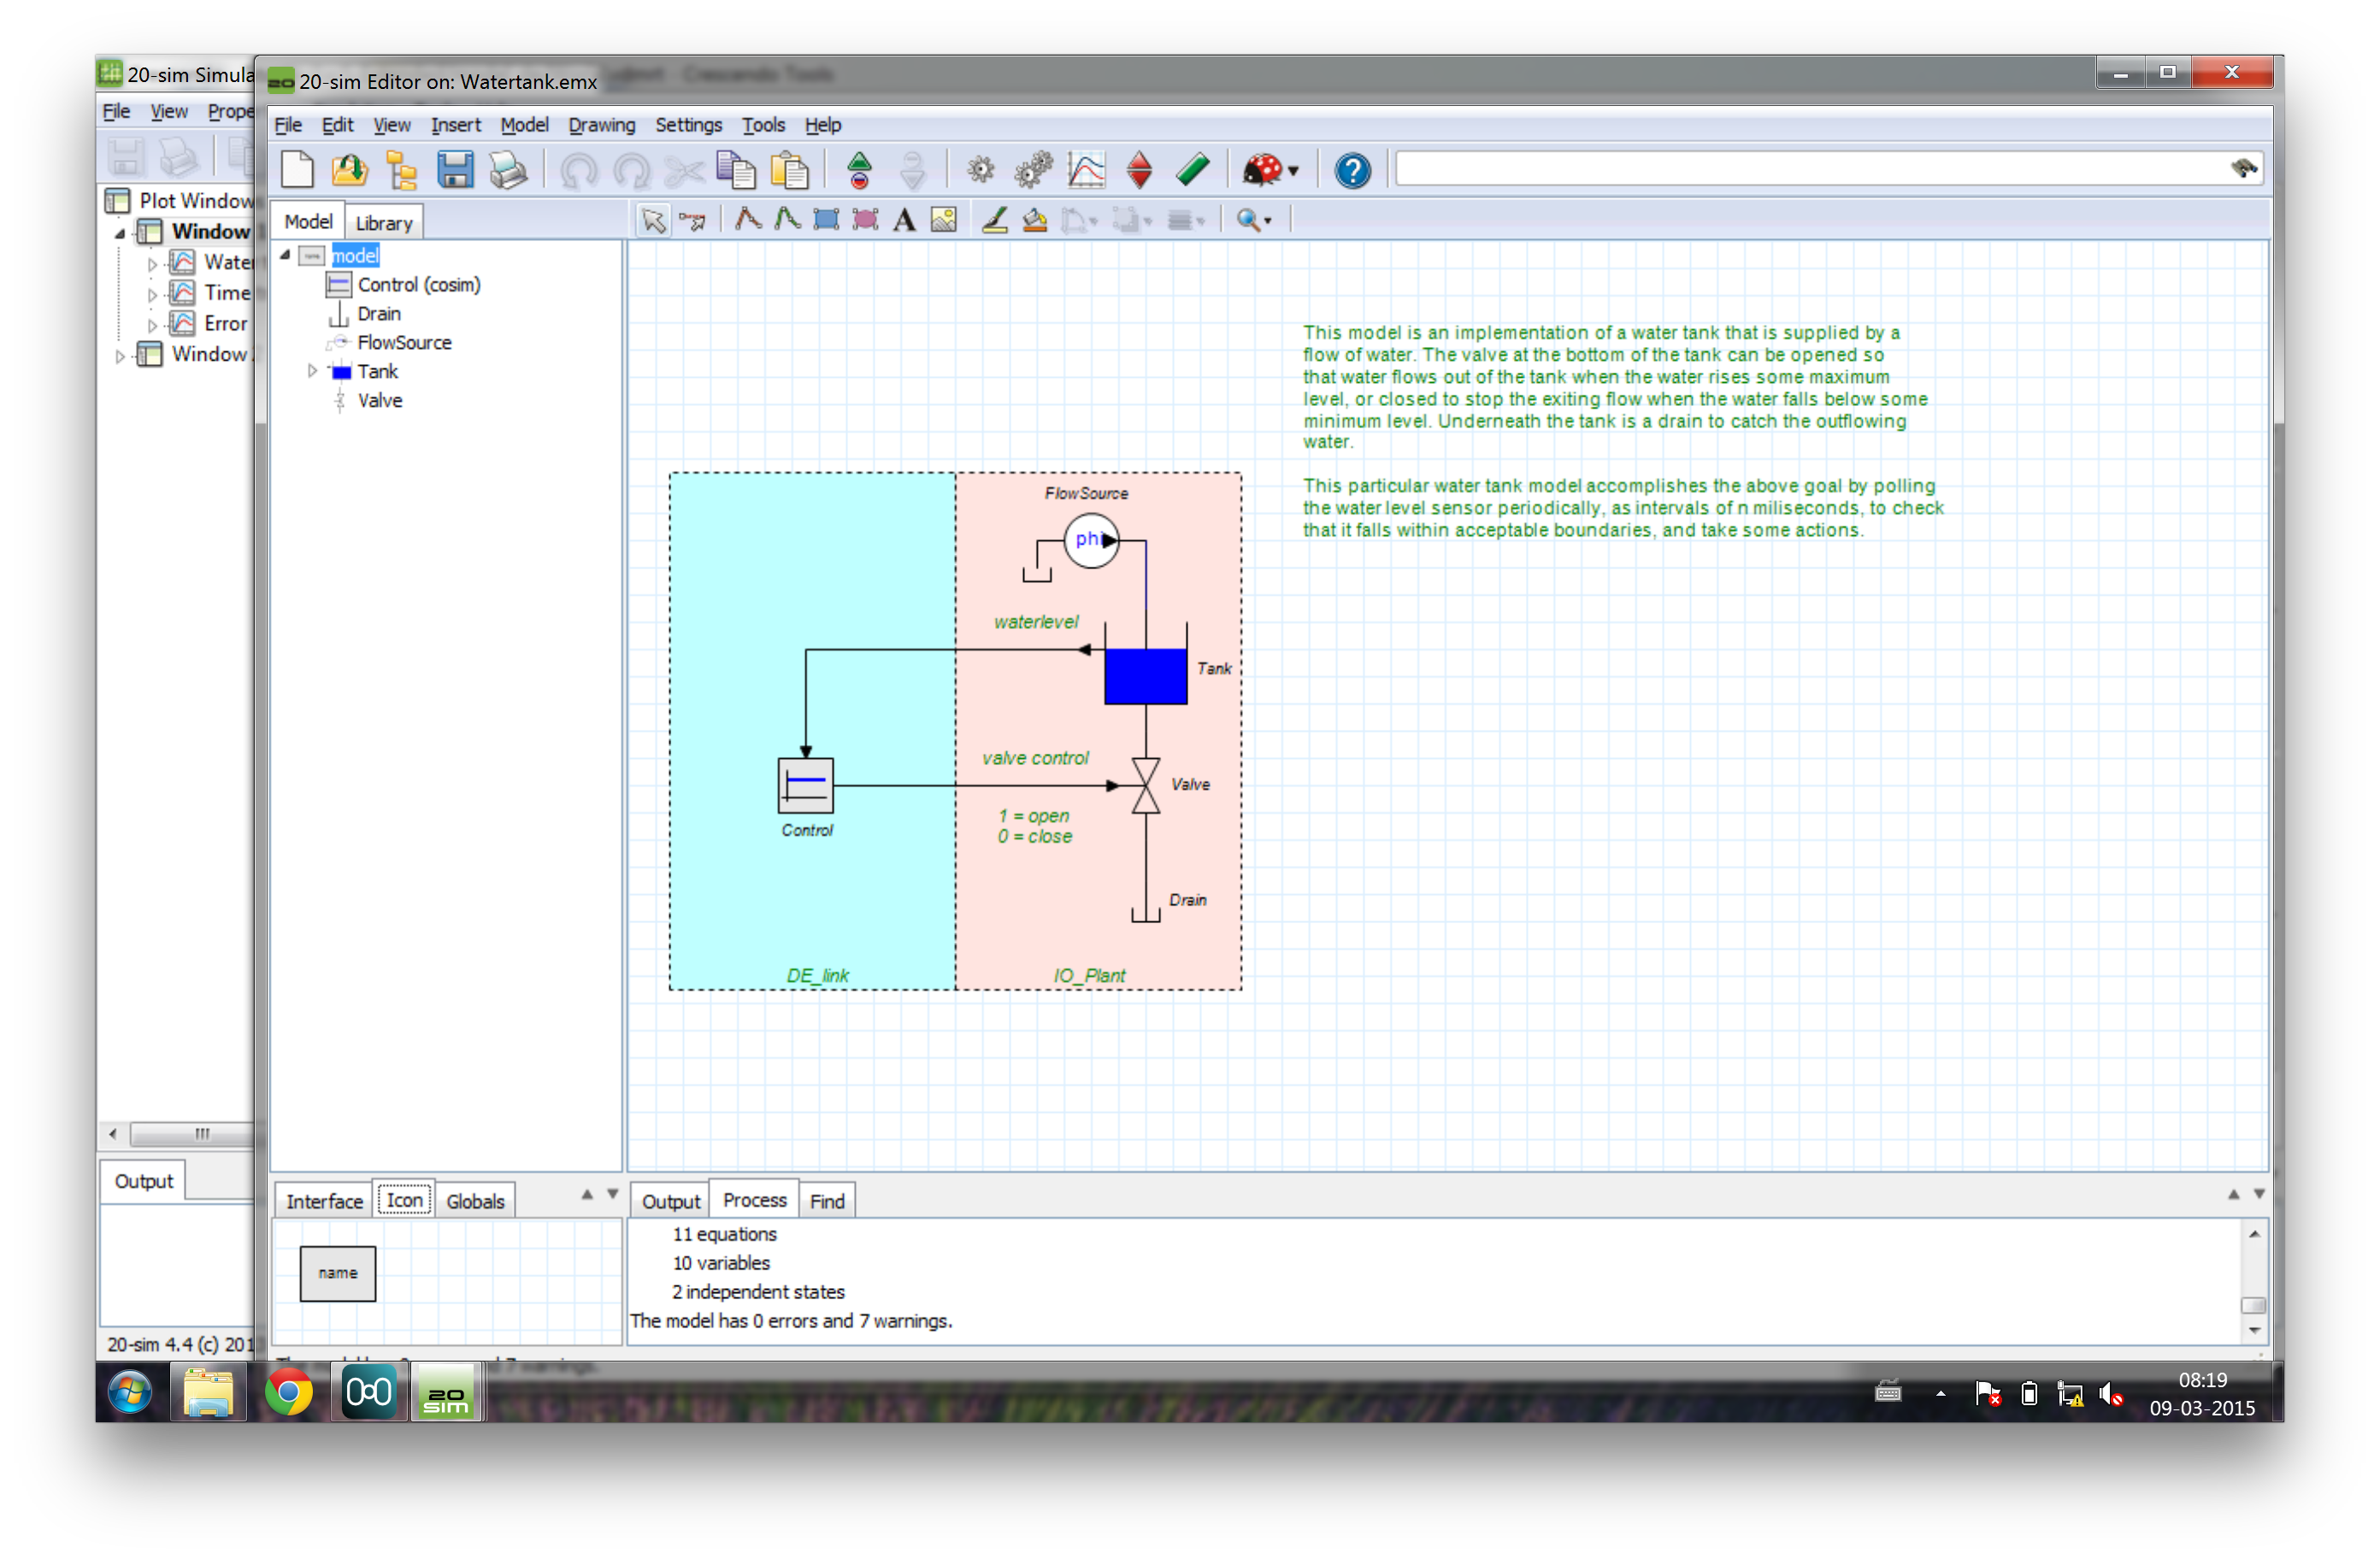 20-sim Simula
20-sim Editor on: Watertank.emx
Crescendo Tools
File View Prope
File Edit View Insert Model Drawing Settings Tools Help
Plot Window
Window
Water
Time
Error
Window
Model Library
model
Control (cosim)
Drain
FlowSource
Tank
Valve
This model is an implementation of a water tank that is supplied by a
flow of water. The valve at the bottom of the tank can be opened so
that water flows out of the tank when the water rises some maximum
level, or closed to stop the exiting flow when the water falls below some
minimum level. Underneath the tank is a drain to catch the outflowing
water.
This particular water tank model accomplishes the above goal by polling
the water level sensor periodically, as intervals of n miliseconds, to check
that it falls within acceptable boundaries, and take some actions.
FlowSource
phi
waterlevel
Tank
valve control
Valve
1 = open
0 = close
Control
Drain
DE_link
IO_Plant
Output
Interface Icon Globals
name
Output Process Find
11 equations
10 variables
2 independent states
The model has 0 errors and 7 warnings.
20-sim 4.4 (c) 201
20
SIM
08:19
09-03-2015